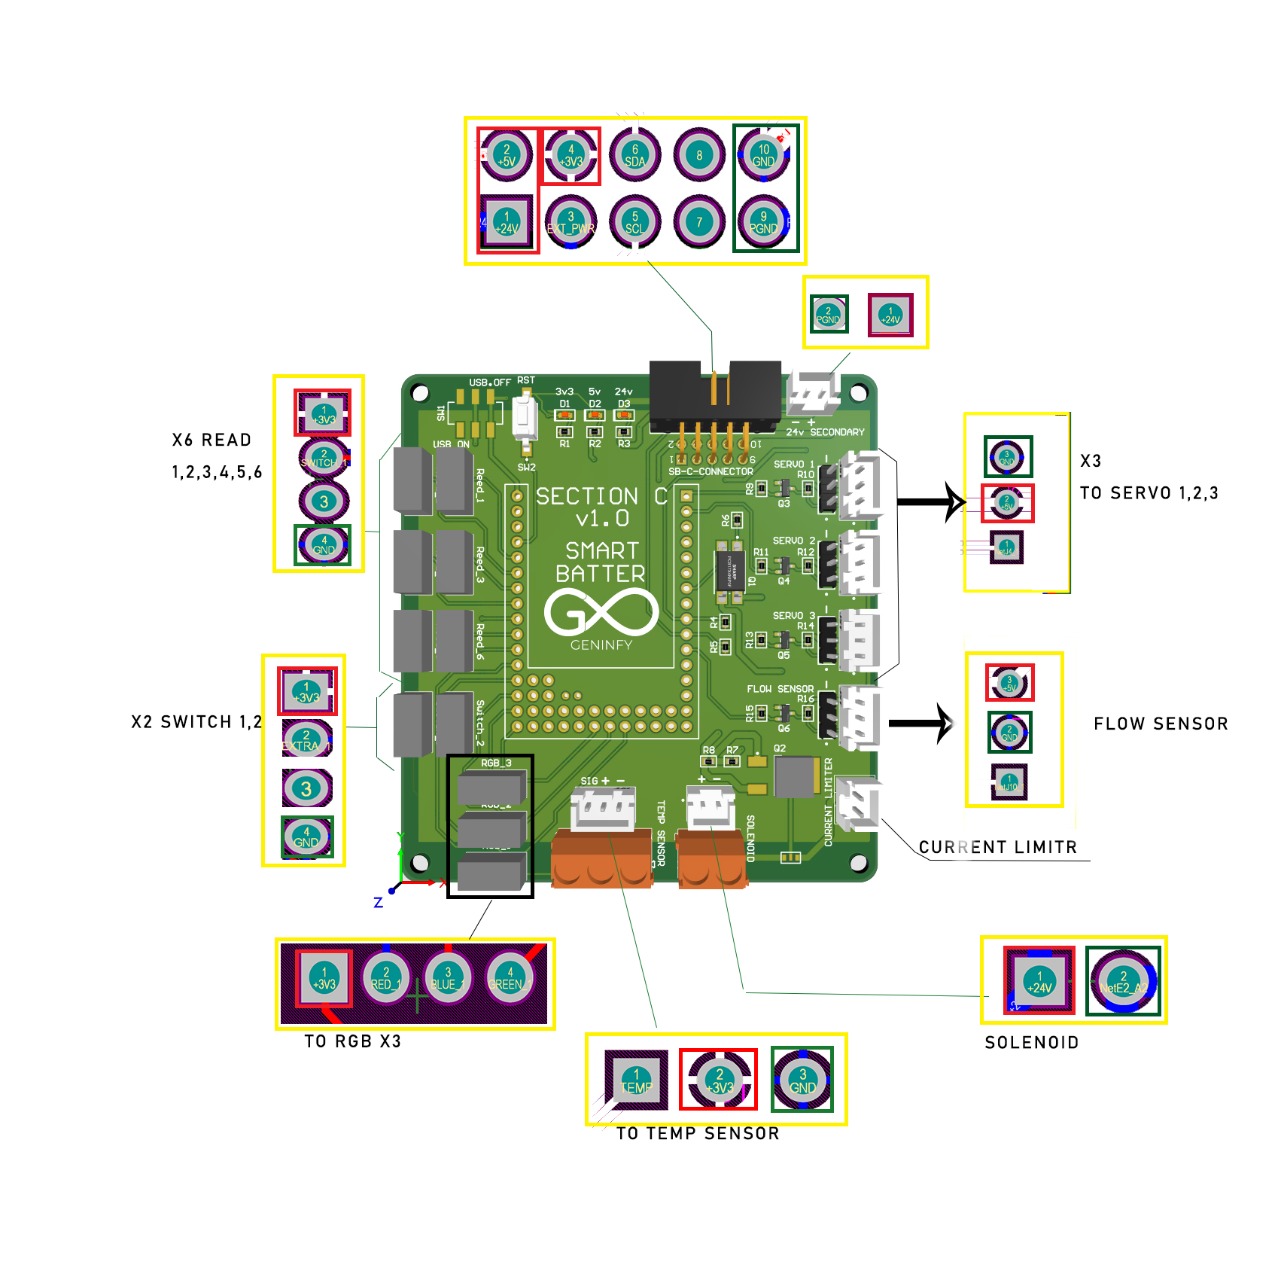 2
+5V
4
+3V3
6
SDA
8
10
GND
1
+24V
3
EXT_PWR
5
SCL
7
9
PGND
2
PGND
1
+24V
X6 READ
1,2,3,4,5,6
1
+3V3
2
SWITCH_1
3
4
GND
USB.OFF
SW1
USB ON
RST
SW2
3v3
5v
24v
D1
D2
D3
R1
R2
R3
2
10
1
9
SB-C-CONNECTOR
- +
24v SECONDARY
SECTION C
v1.0
SMART
BATTER
GENINFY
Reed_1
Reed_3
Reed_6
Switch_2
SERVO 1
R9
R10
Q3
R6
SERVO 2
R11
R12
Q4
Q1
SERVO 3
R4
R5
R13
R14
Q5
FLOW SENSOR
R15
R16
Q6
R8
R7
Q2
CURRENT LIMITER
RGB_3
SIG + -
TEMP SENSOR
+ -
SOLENOID
X3
TO SERVO 1,2,3
3
GND
2
+5V
1
X2 SWITCH 1,2
1
+3V3
2
EXTRA_1
3
4
GND
3
+5V
2
GND
1
FLOW SENSOR
CURRENT LIMITR
Y
X
Z
1
+3V3
2
RED_1
3
BLUE_1
4
GREEN_1
TO RGB X3
1
+24V
2
NetE2_A2
SOLENOID
1
TEMP
2
+3V3
3
GND
TO TEMP SENSOR